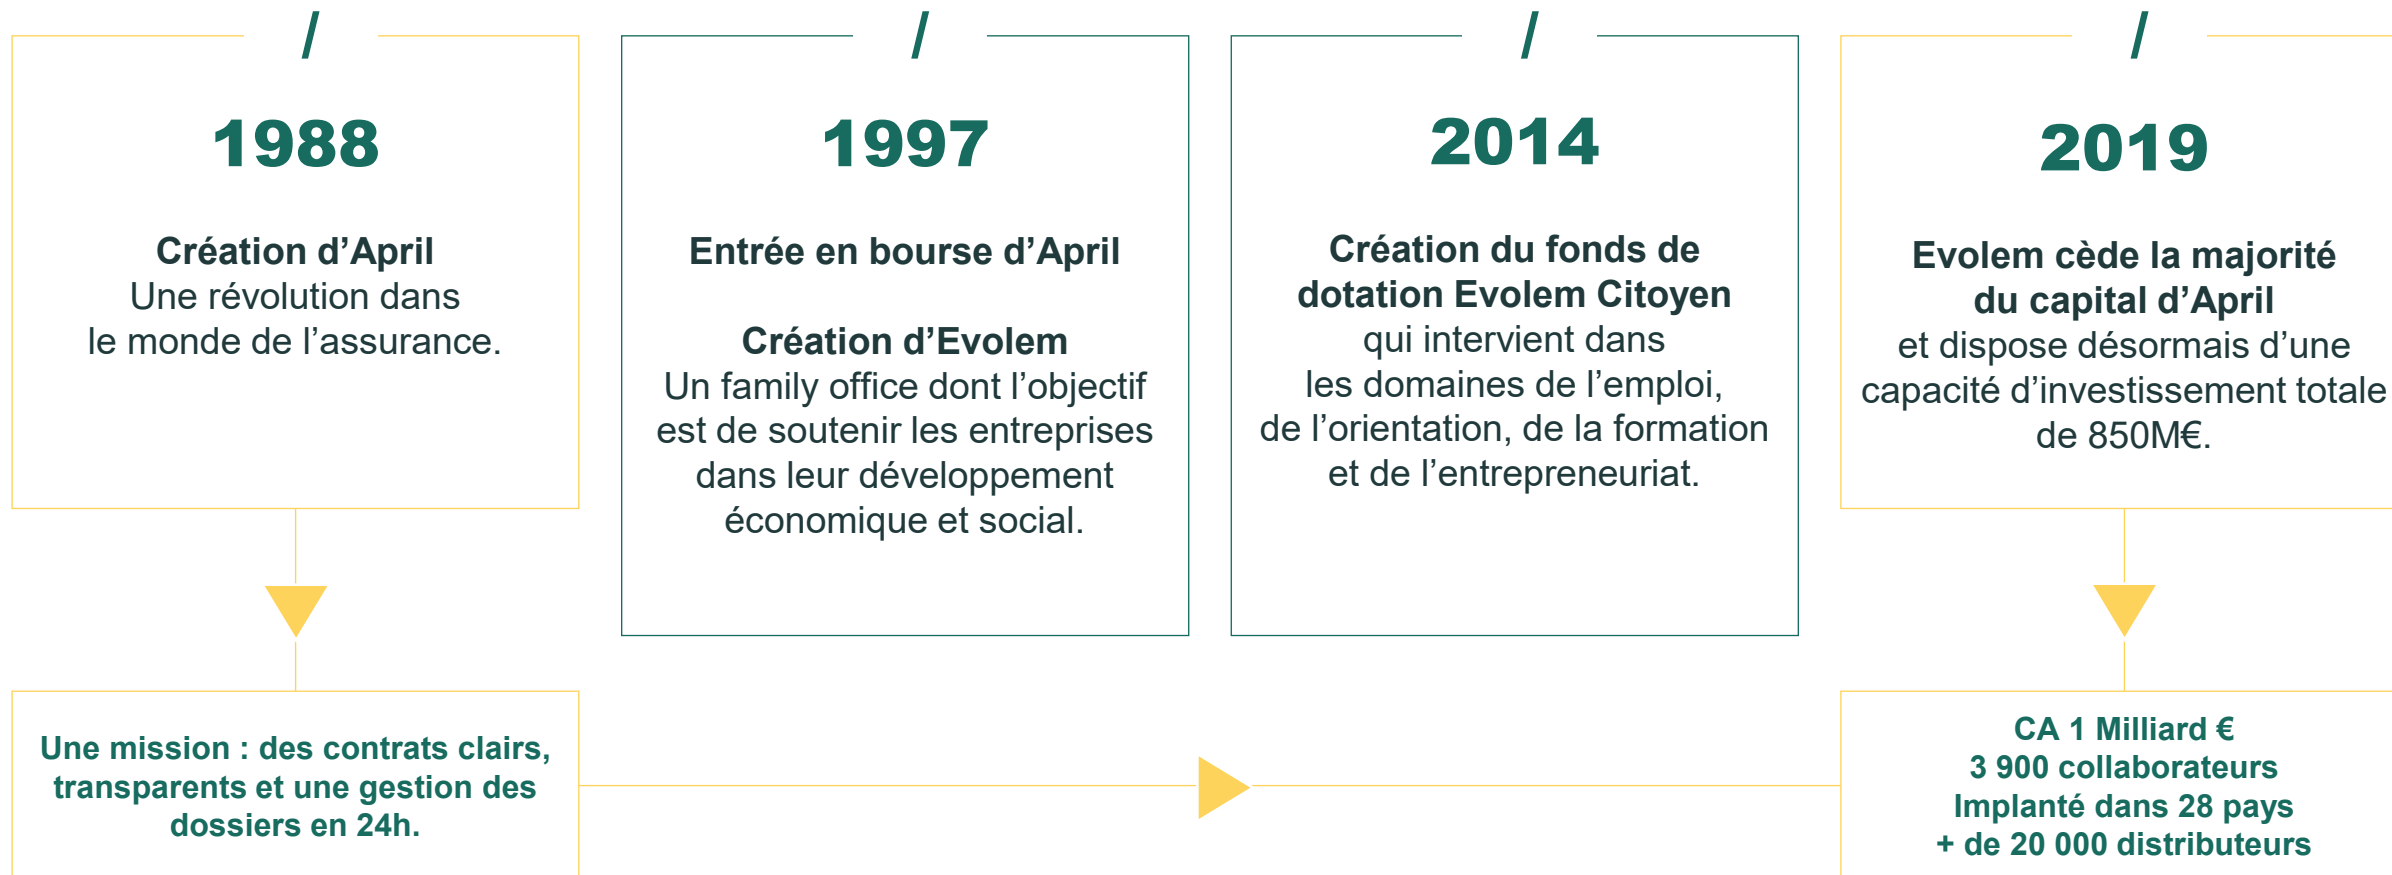 /
1988
Création d’April
Une révolution dans
le monde de l’assurance.
/
1997
Entrée en bourse d’April
Création d’Evolem
Un family office dont l’objectif
est de soutenir les entreprises
dans leur développement
économique et social.
/
2014
Création du fonds de
dotation Evolem Citoyen
qui intervient dans
les domaines de l’emploi,
de l’orientation, de la formation
et de l’entrepreneuriat.
/
2019
Evolem cède la majorité
du capital d’April
et dispose désormais d’une
capacité d’investissement totale
de 850M€.
Une mission : des contrats clairs,
transparents et une gestion des
dossiers en 24h.
CA 1 Milliard €
3 900 collaborateurs
Implanté dans 28 pays
+ de 20 000 distributeurs